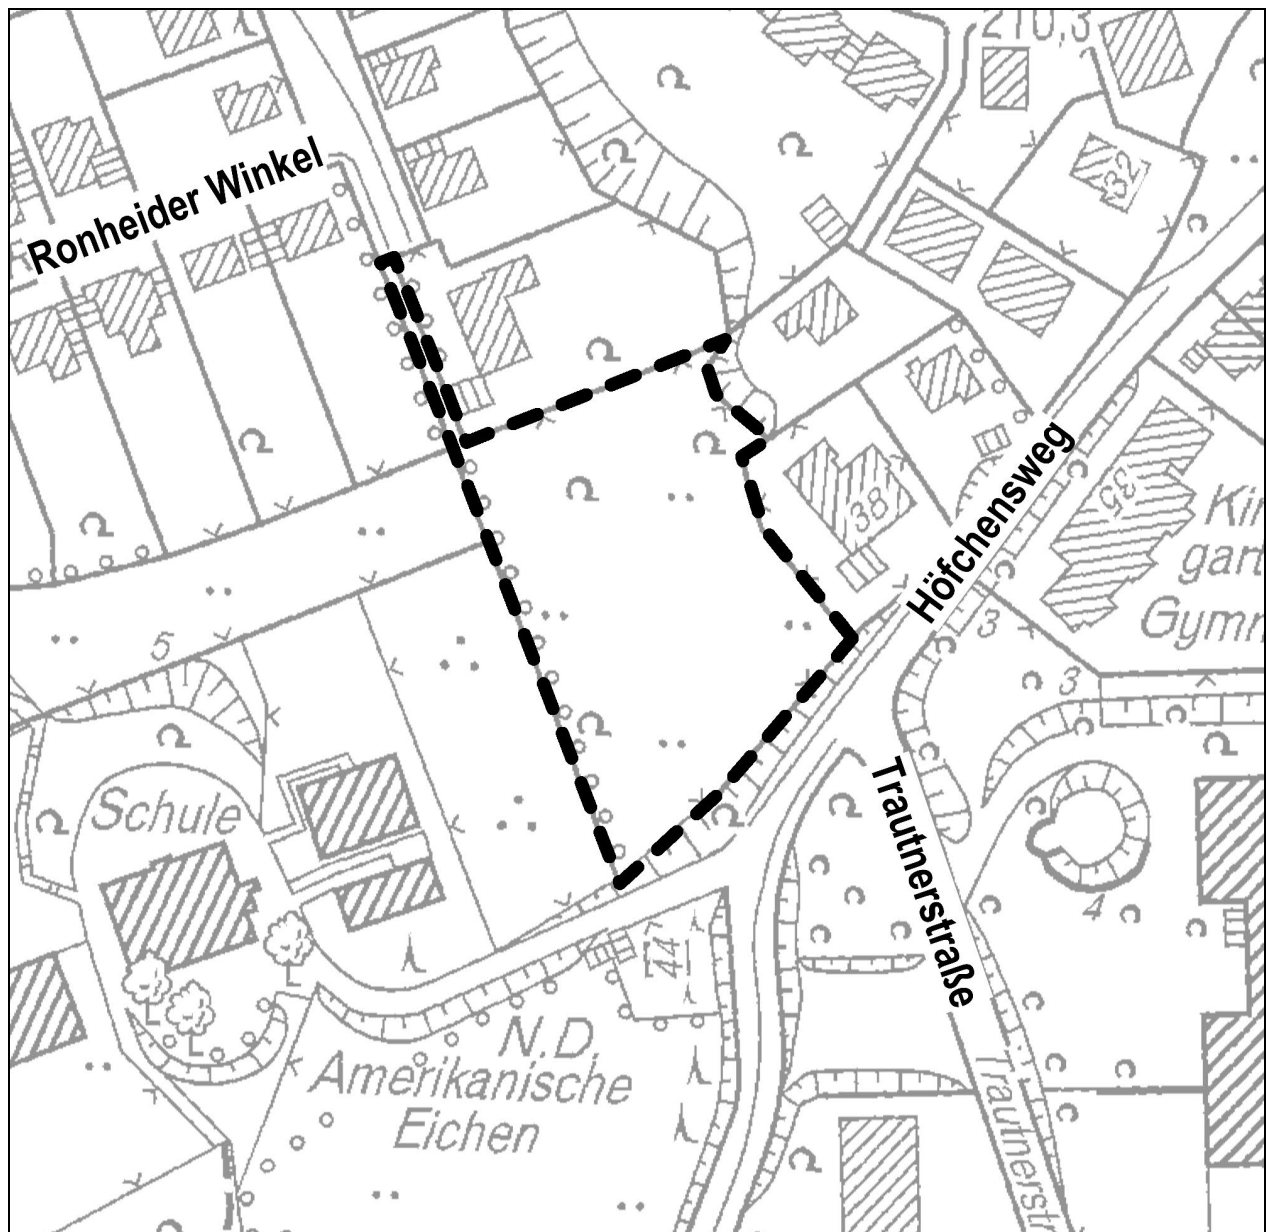 210,3
Ronheider Winkel
32
38
Höfchensweg
35
Kin
gart
Gymn
5
3
3
Schule
Trautnerstraße
4
44
N.D.
Amerikanische
Eichen
Trautnerstr